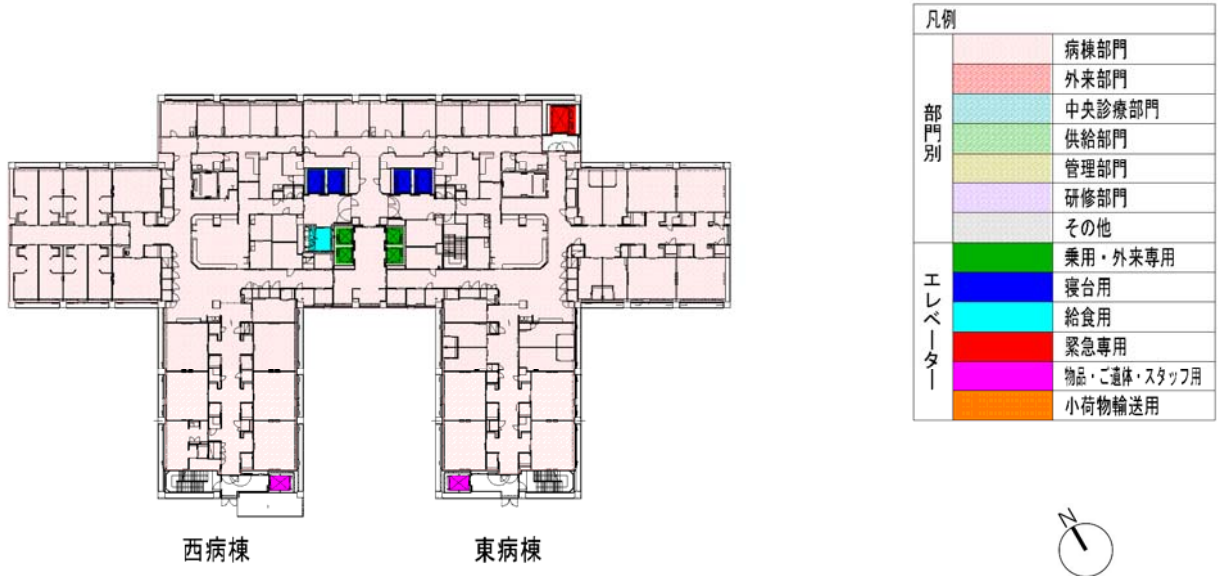 凡例
部門別
病棟部門
外来部門
中央診療部門
供給部門
管理部門
研修部門
その他
エレベーター
乗用・外来専用
寝台用
給食用
緊急専用
物品・ご遺体・スタッフ用
小荷物輸送用
西病棟
東病棟
N